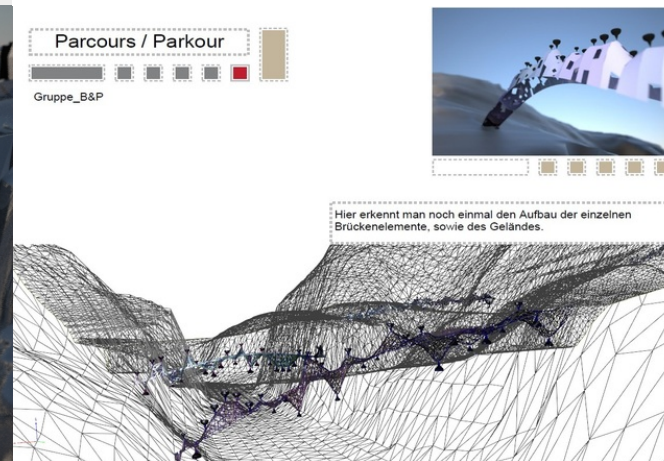 Parcours / Parkour
Gruppe_B&P
Hier erkennt man noch einmal den Aufbau der einzelnen
Brückenelemente, sowie des Geländes.